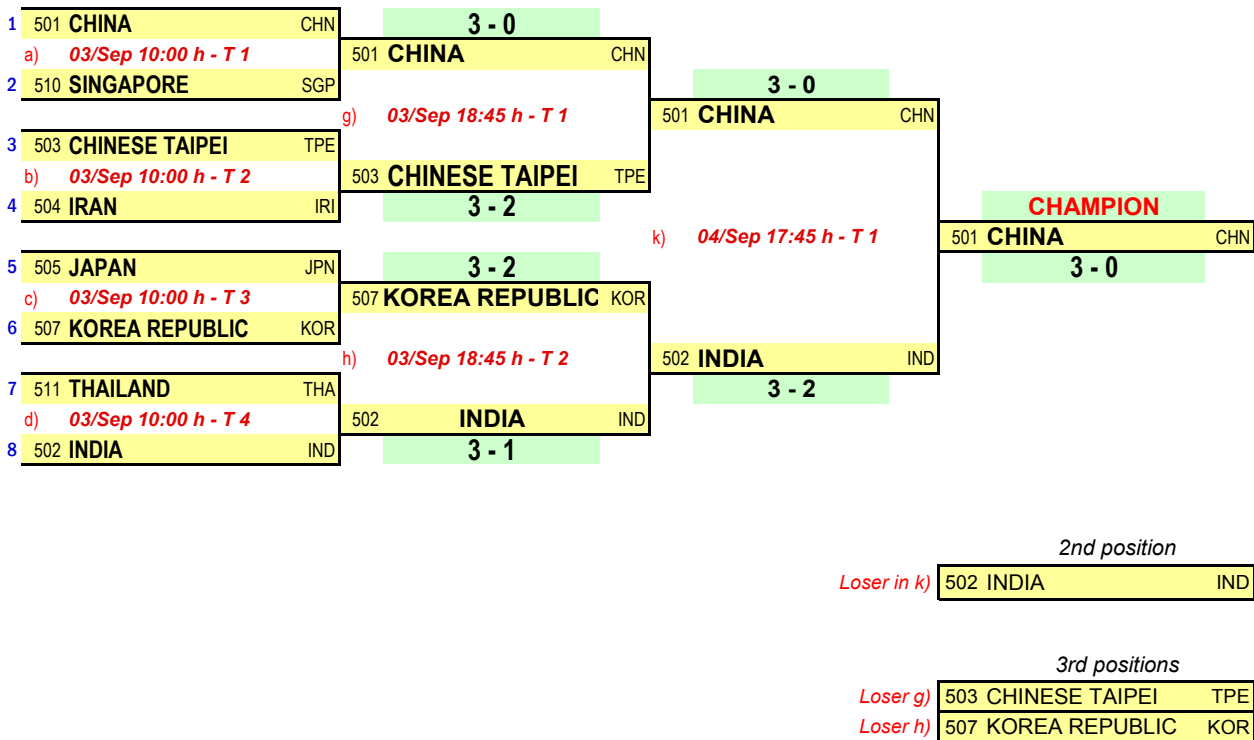 1 501 CHINA CHN 3 - 0
a) 03/Sep 10:00 h - T 1 501 CHINA CHN
2 510 SINGAPORE SGP 3 - 0
g) 03/Sep 18:45 h - T 1 501 CHINA CHN
3 503 CHINESE TAIPEI TPE
b) 03/Sep 10:00 h - T 2 503 CHINESE TAIPEI TPE
4 504 IRAN IRI 3 - 2 CHAMPION
k) 04/Sep 17:45 h - T 1 501 CHINA CHN
5 505 JAPAN JPN 3 - 2 3 - 0
c) 03/Sep 10:00 h - T 3 507 KOREA REPUBLIC KOR
6 507 KOREA REPUBLIC KOR
h) 03/Sep 18:45 h - T 2 502 INDIA IND
7 511 THAILAND THA 3 - 2
d) 03/Sep 10:00 h - T 4 502 INDIA IND
8 502 INDIA IND 3 - 1
2nd position
Loser in k) 502 INDIA IND
3rd positions
Loser g) 503 CHINESE TAIPEI TPE
Loser h) 507 KOREA REPUBLIC KOR